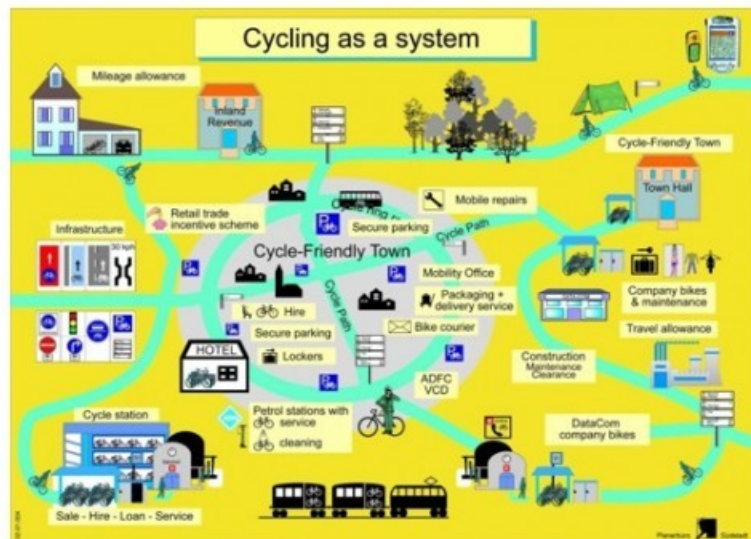 Cycling as a system
Mileage allowance
Inland
Revenue
Cycle-Friendly Town
Town Hall
Retail trade
incentive scheme
Mobile repairs
Secure parking
Cycle Path
Infrastructure
30 kph
Cycle-Friendly Town
Mobility Office
Cycle Path
Packaging +
delivery service
Company bikes
& maintenance
Hire
Bike courier
Travel allowance
Secure parking
HOTEL
Lockers
Construction
Maintenance
Clearance
ADFC
VCD
Cycle station
Petrol stations with
service
cleaning
DataCom
company bikes
Sale - Hire - Loan - Service